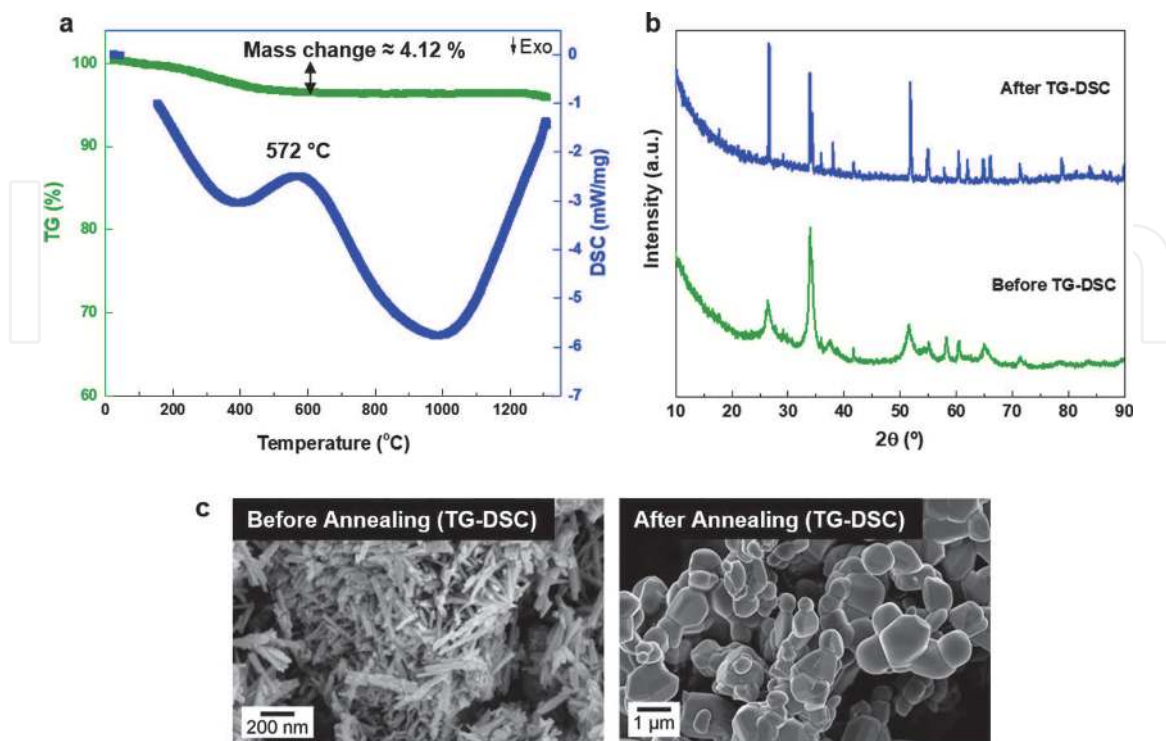 a
Mass change ≈ 4.12 %
↓Exo
572 °C
TG (%)
100
90
80
70
60
DSC (mW/mg)
0
-1
-2
-3
-4
-5
-6
-7
0 200 400 600 800 1000 1200
Temperature (°C)
b
After TG-DSC
Before TG-DSC
Intensity (a.u.)
10 20 30 40 50 60 70 80 90
2θ (º)
c
Before Annealing (TG-DSC)
200 nm
After Annealing (TG-DSC)
1 µm